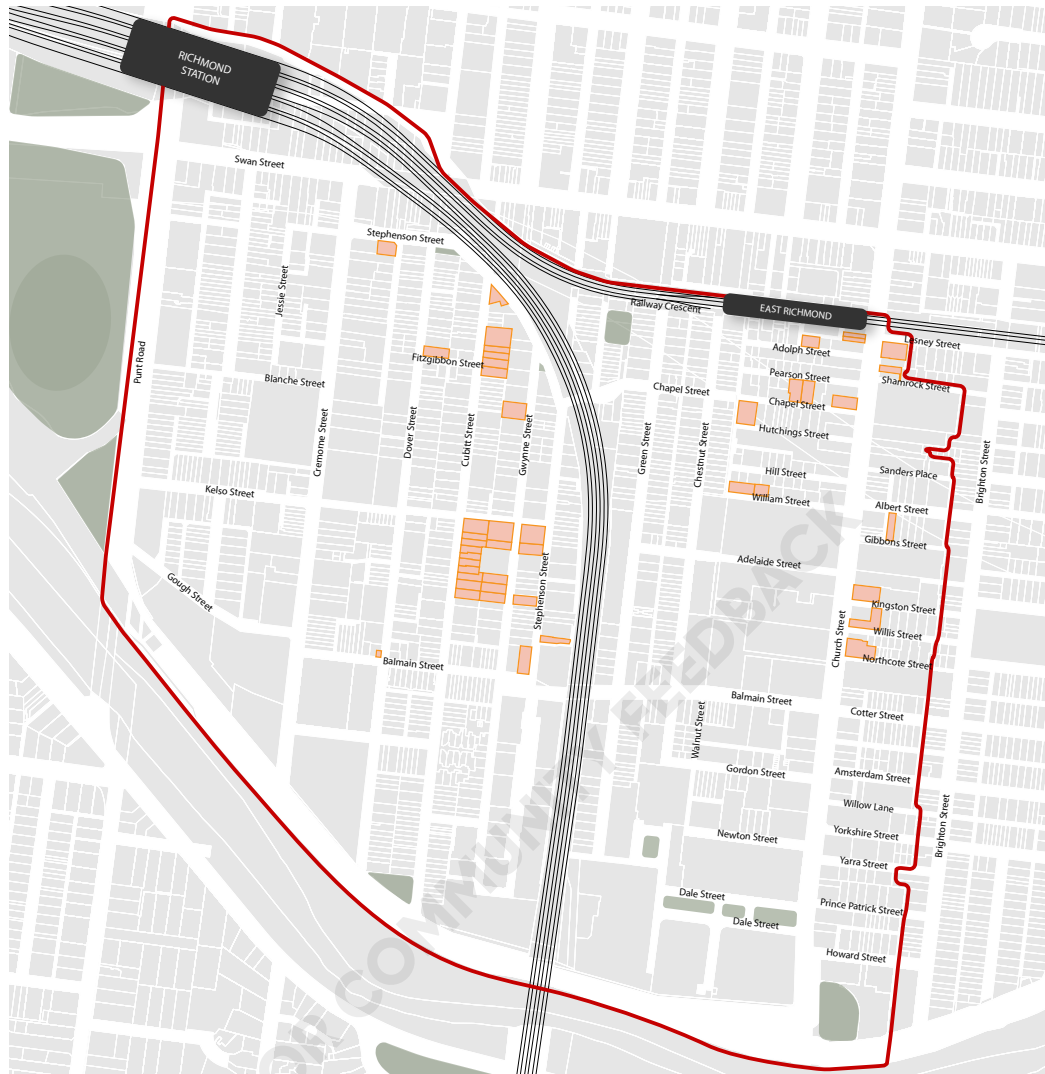 RICHMOND
STATION
Swan Street
Stephenson Street
Jessie Street
Railway Crescent
EAST RICHMOND
Lesney Street
Adolph Street
Punt Road
Fitzgibbon Street
Pearson Street
Shamrock Street
Blanche Street
Chapel Street
Chapel Street
Cremorne Street
Dover Street
Cubitt Street
Gwynne Street
Green Street
Chestnut Street
Hutchings Street
Brighton Street
Hill Street
Sanders Place
Kelso Street
William Street
Albert Street
Gibbons Street
Adelaide Street
Gough Street
Stephenson Street
Kingston Street
Church Street
Willis Street
Balmain Street
Northcote Street
Balmain Street
Cotter Street
Walnut Street
Gordon Street
Amsterdam Street
Willow Lane
Brighton Street
Newton Street
Yorkshire Street
Yarra Street
Dale Street
Prince Patrick Street
Dale Street
Howard Street
OR COMMUNITY FEEDBACK